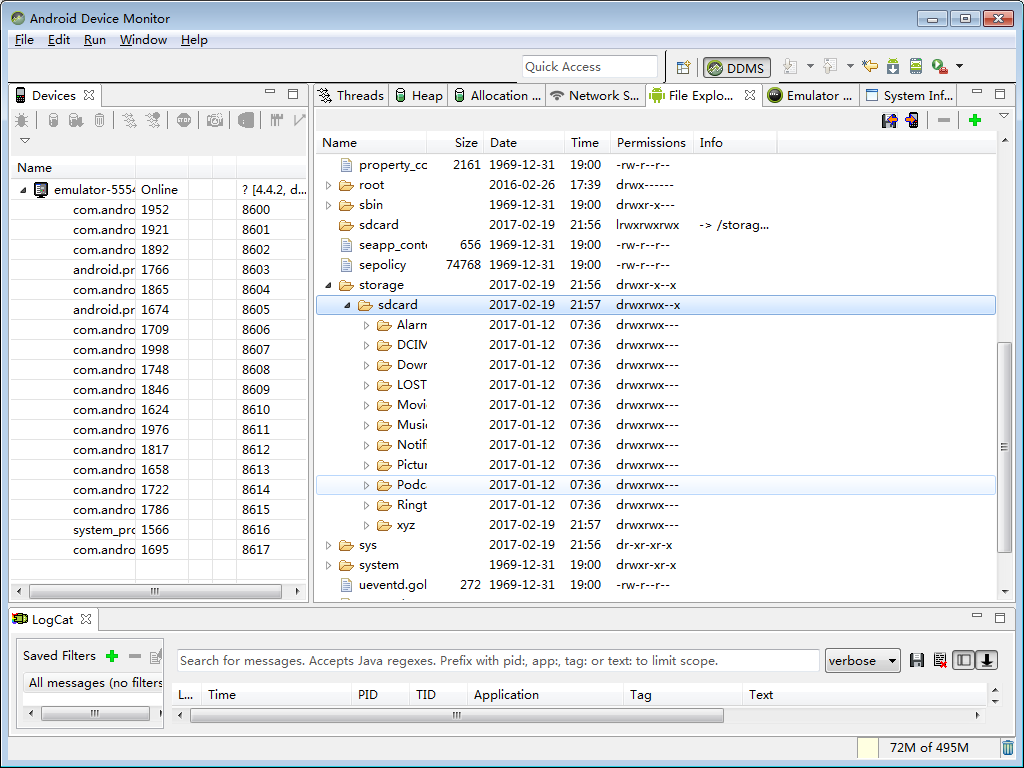 Android Device Monitor
File Edit Run Window Help
Quick Access DDMS
Devices
Name
emulator-5554 Online ? [4.4.2, d...
com.andro 1952 8600
com.andro 1921 8601
com.andro 1892 8602
android.pr 1766 8603
com.andro 1865 8604
android.pr 1674 8605
com.andro 1709 8606
com.andro 1998 8607
com.andro 1748 8608
com.andro 1846 8609
com.andro 1624 8610
com.andro 1976 8611
com.andro 1817 8612
com.andro 1658 8613
com.andro 1722 8614
com.andro 1786 8615
system_pro 1566 8616
com.andro 1695 8617
Threads Heap Allocation ... Network S... File Explo... Emulator ... System Inf...
Name Size Date Time Permissions Info
property_cc 2161 1969-12-31 19:00 -rw-r--r--
root 2016-02-26 17:39 drwx------
sbin 1969-12-31 19:00 drwxr-x---
sdcard 2017-02-19 21:56 lrwxrwxrwx -> /storag...
seapp_conte 656 1969-12-31 19:00 -rw-r--r--
sepolicy 74768 1969-12-31 19:00 -rw-r--r--
storage 2017-02-19 21:56 drwxr-x--x
sdcard 2017-02-19 21:57 drwxrwx--x
Alarm 2017-01-12 07:36 drwxrwx---
DCIM 2017-01-12 07:36 drwxrwx---
Down 2017-01-12 07:36 drwxrwx---
LOST 2017-01-12 07:36 drwxrwx---
Movi 2017-01-12 07:36 drwxrwx---
Music 2017-01-12 07:36 drwxrwx---
Notif 2017-01-12 07:36 drwxrwx---
Pictur 2017-01-12 07:36 drwxrwx---
Podc 2017-01-12 07:36 drwxrwx---
Ringt 2017-01-12 07:36 drwxrwx---
xyz 2017-02-19 21:57 drwxrwx---
sys 2017-02-19 21:56 dr-xr-xr-x
system 1969-12-31 19:00 drwxr-xr-x
ueventd.gol 272 1969-12-31 19:00 -rw-r--r--
LogCat
Saved Filters
All messages (no filters
Search for messages. Accepts Java regexes. Prefix with pid:, app:, tag: or text: to limit scope. verbose
L... Time PID TID Application Tag Text
72M of 495M